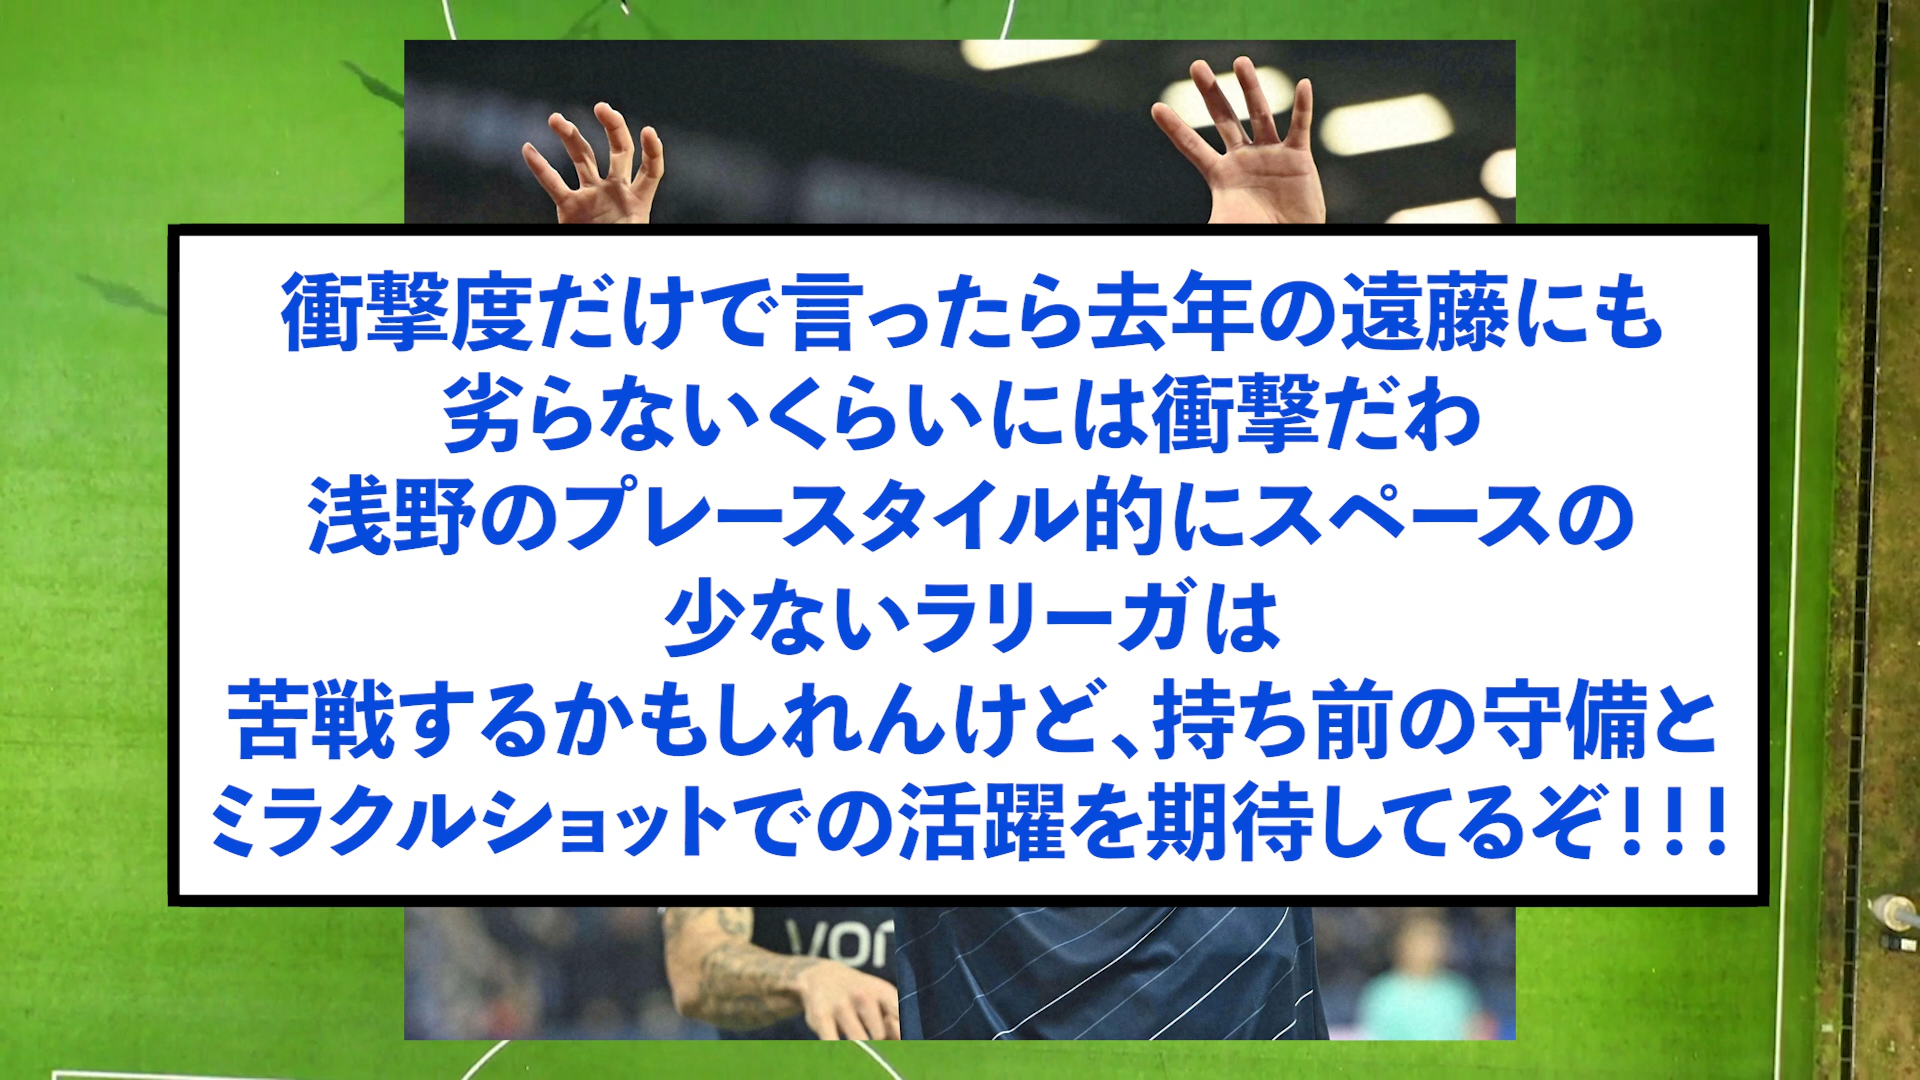 衝撃度だけで言ったら去年の遠藤にも
劣らないくらいには衝撃だわ
浅野のプレースタイル的にスペースの
少ないラリーガは
苦戦するかもしれんけど、持ち前の守備と
ミラクルショットでの活躍を期待してるぞ！！！